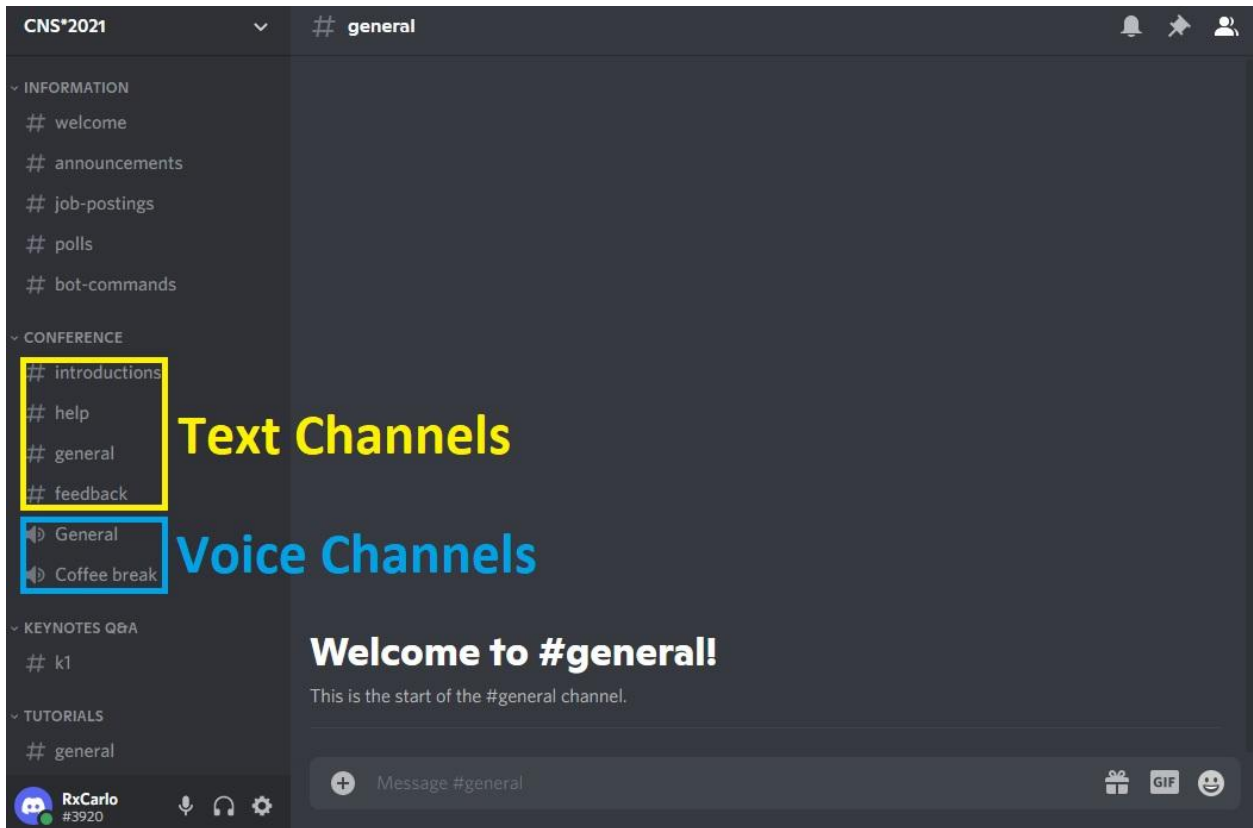 CNS*2021
# general
INFORMATION
# welcome
# announcements
# job-postings
# polls
# bot-commands
CONFERENCE
# introductions
# help
# general
# feedback
Text Channels
General
Coffee break
Voice Channels
KEYNOTES Q&A
# k1
TUTORIALS
# general
Welcome to #general!
This is the start of the #general channel.
Message #general
GIF
RxCarlo
#3920